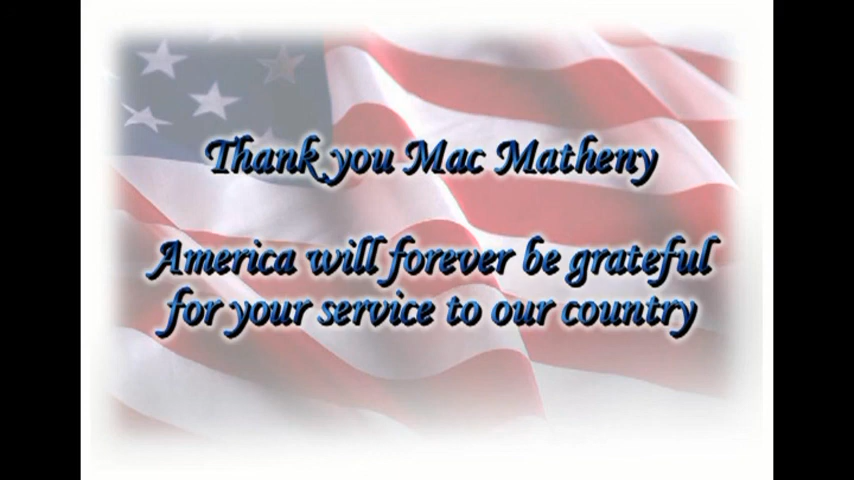 Thank you Mac Matheny
America will forever be grateful
for your service to our country